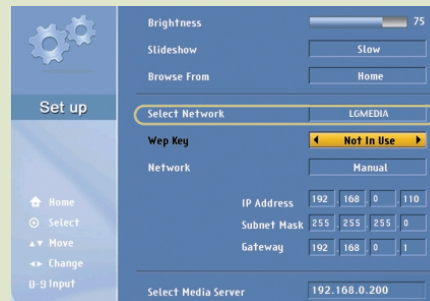 Brightness 75
Slideshow Slow
Browse From Home
Set up
Select Network LGMEDIA
Wep Key Not In Use
Network Manual
IP Address 192 . 168 . 0 . 110
Subnet Mask 255 . 255 . 255 . 0
Gateway 192 . 168 . 0 . 1
Select Media Server 192.168.0.200
Home
Select
Move
Change
0-9 Input